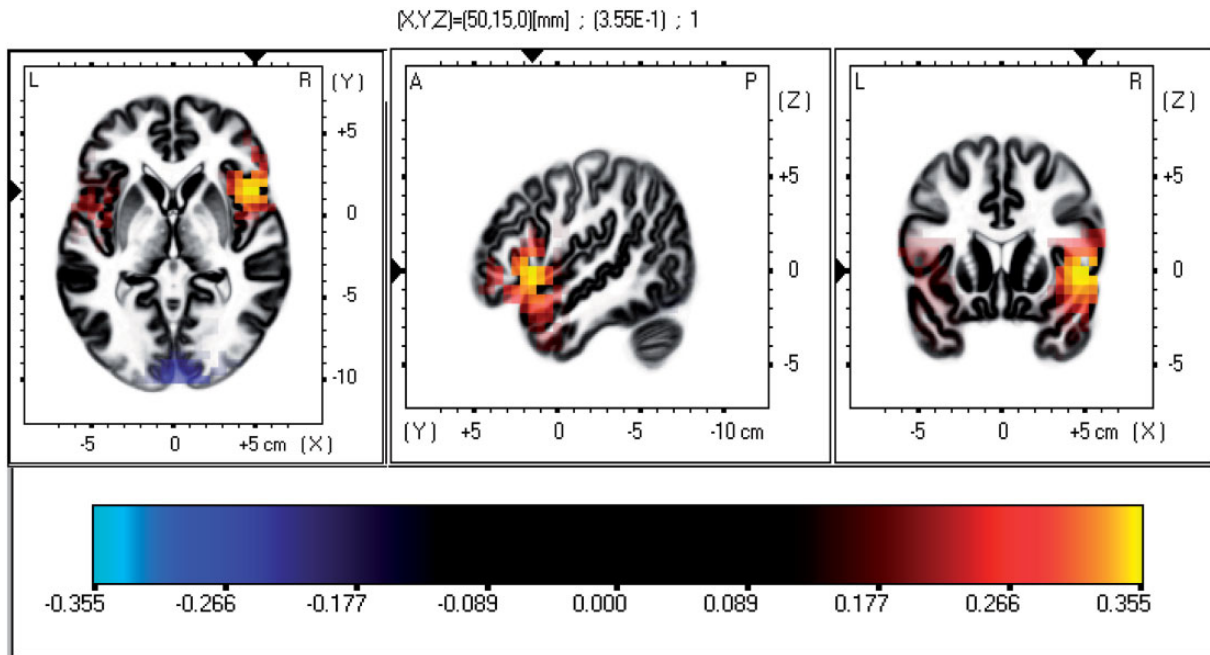 (X,Y,Z)=(50,15,0)[mm] ; (3.55E-1) ; 1
L R (Y)
+5
0
-5
-10
-5 0 +5 cm (X)
A P
(Z)
+5
0
-5
(Y) +5 0 -5 -10 cm
L R
(Z)
+5
0
-5
-5 0 +5 cm (X)
-0.355 -0.266 -0.177 -0.089 0.000 0.089 0.177 0.266 0.355